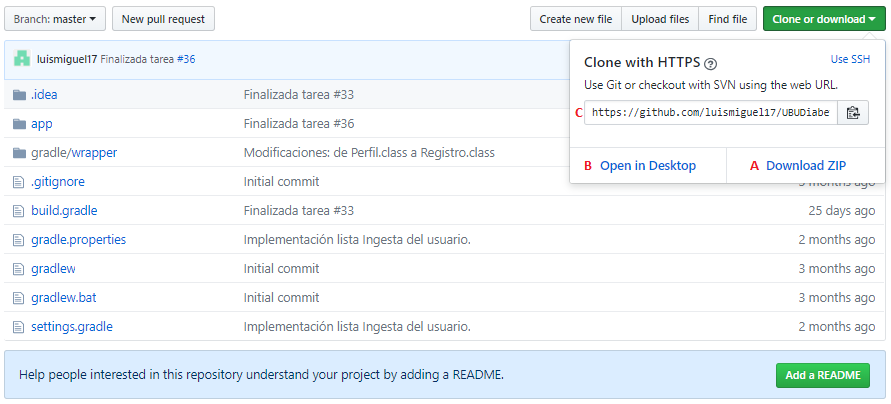 Branch: master New pull request Create new file Upload files Find file Clone or download
luismiguel17 Finalizada tarea #36
Clone with HTTPS Use SSH
Use Git or checkout with SVN using the web URL.
C https://github.com/luismiguel17/UBUDiabe
B Open in Desktop A Download ZIP
.idea Finalizada tarea #33
app Finalizada tarea #36
gradle/wrapper Modificaciones: de Perfil.class a Registro.class
.gitignore Initial commit months ago
build.gradle Finalizada tarea #33 25 days ago
gradle.properties Implementación lista Ingesta del usuario. 2 months ago
gradlew Initial commit 3 months ago
gradlew.bat Initial commit 3 months ago
settings.gradle Implementación lista Ingesta del usuario. 2 months ago
Help people interested in this repository understand your project by adding a README. Add a README